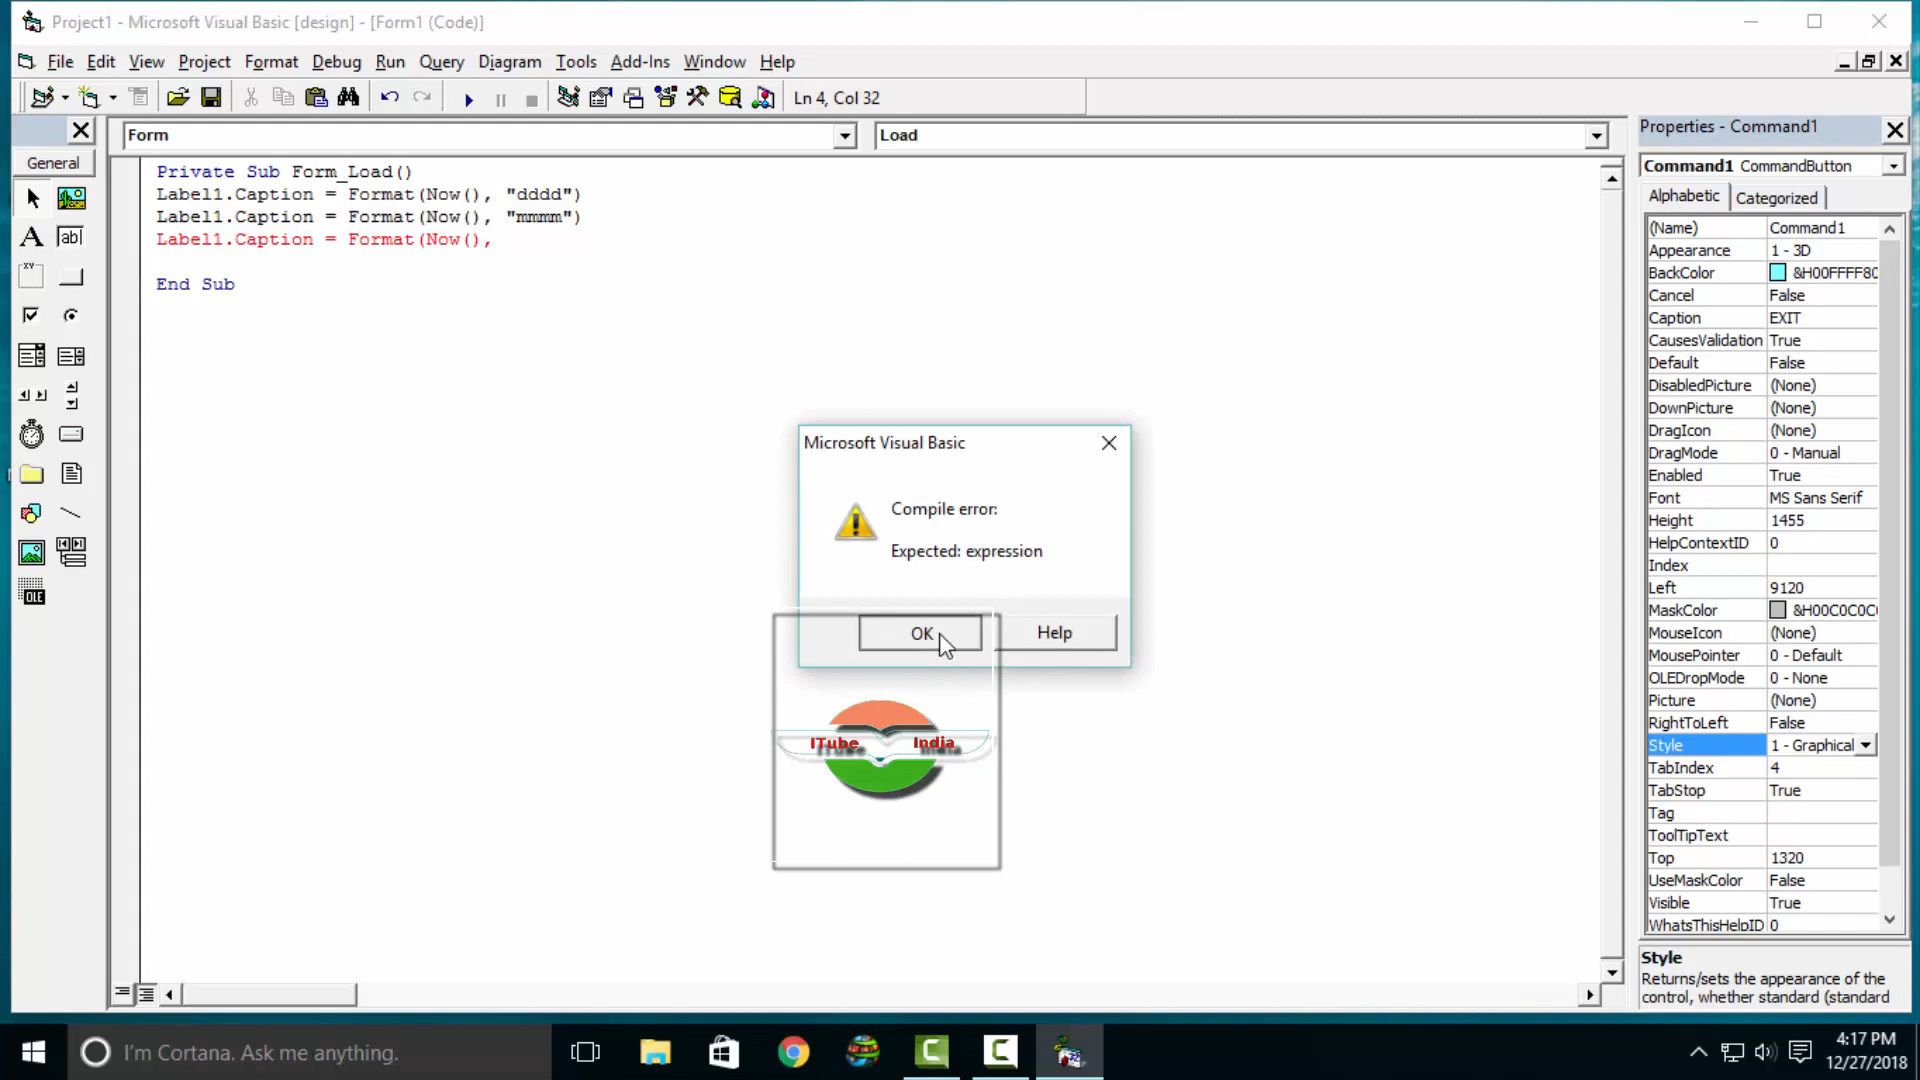 Project1 - Microsoft Visual Basic [design] - [Form1 (Code)]
File Edit View Project Format Debug Run Query Diagram Tools Add-Ins Window Help
Ln 4, Col 32
General
Form
Load
Private Sub Form_Load()
Label1.Caption = Format(Now(), "dddd")
Label1.Caption = Format(Now(), "mmmm")
Label1.Caption = Format(Now(),
End Sub
A
abl
XY
OLE
Microsoft Visual Basic
Compile error:
Expected: expression
OK
Help
ITube India
Properties - Command1
Command1 CommandButton
Alphabetic Categorized
(Name) Command1
Appearance 1 - 3D
BackColor &H00FFFF80
Cancel False
Caption EXIT
CausesValidation True
Default False
DisabledPicture (None)
DownPicture (None)
DragIcon (None)
DragMode 0 - Manual
Enabled True
Font MS Sans Serif
Height 1455
HelpContextID 0
Index
Left 9120
MaskColor &H00C0C0C0
MouseIcon (None)
MousePointer 0 - Default
OLEDropMode 0 - None
Picture (None)
RightToLeft False
Style 1 - Graphical
TabIndex 4
TabStop True
Tag
ToolTipText
Top 1320
UseMaskColor False
Visible True
WhatsThisHelpID 0
Style
Returns/sets the appearance of the
control, whether standard (standard
I'm Cortana. Ask me anything.
4:17 PM
12/27/2018